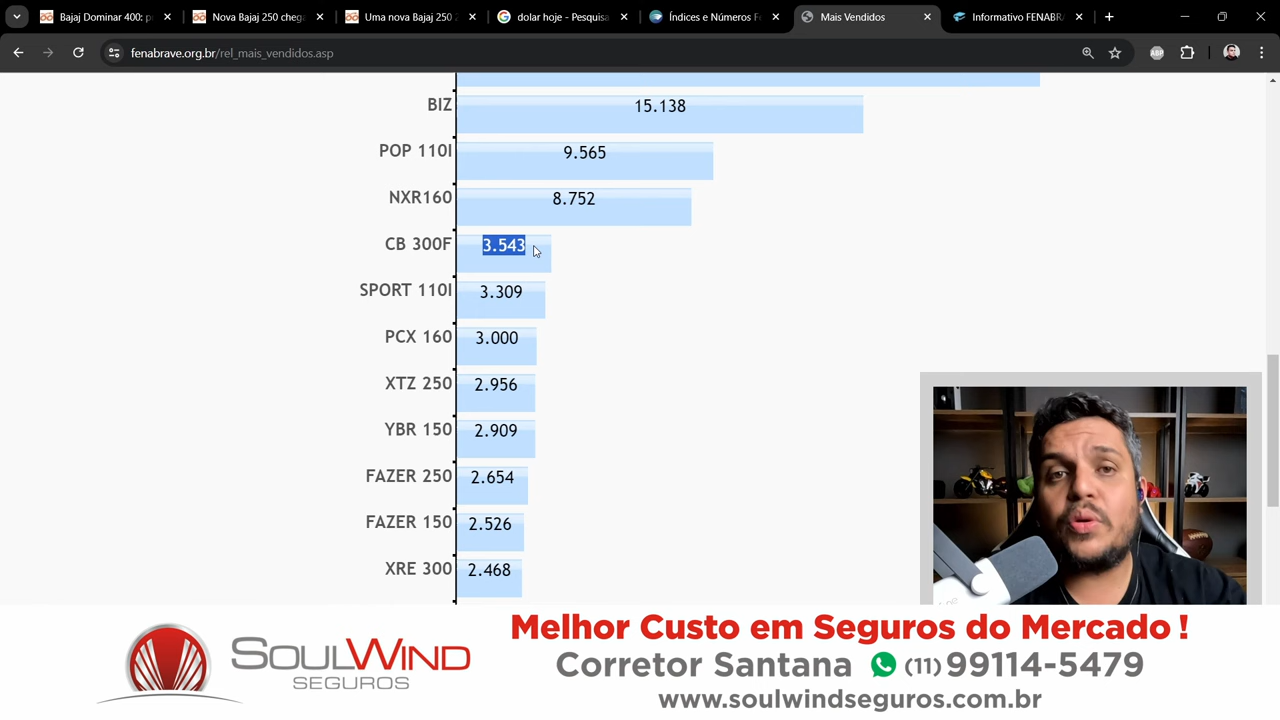 Bajaj Dominar 400: p
Nova Bajaj 250 chega
Uma nova Bajaj 250
dolar hoje - Pesquisa
Índices e Números Fe
Mais Vendidos
Informativo FENABRA
fenabrave.org.br/rel_mais_vendidos.asp
ABP
BIZ 15.138
POP 110I 9.565
NXR160 8.752
CB 300F 3.543
SPORT 110I 3.309
PCX 160 3.000
XTZ 250 2.956
YBR 150 2.909
FAZER 250 2.654
FAZER 150 2.526
XRE 300 2.468
SOULWIND
SEGUROS
Melhor Custo em Seguros do Mercado !
Corretor Santana (11) 99114-5479
www.soulwindseguros.com.br